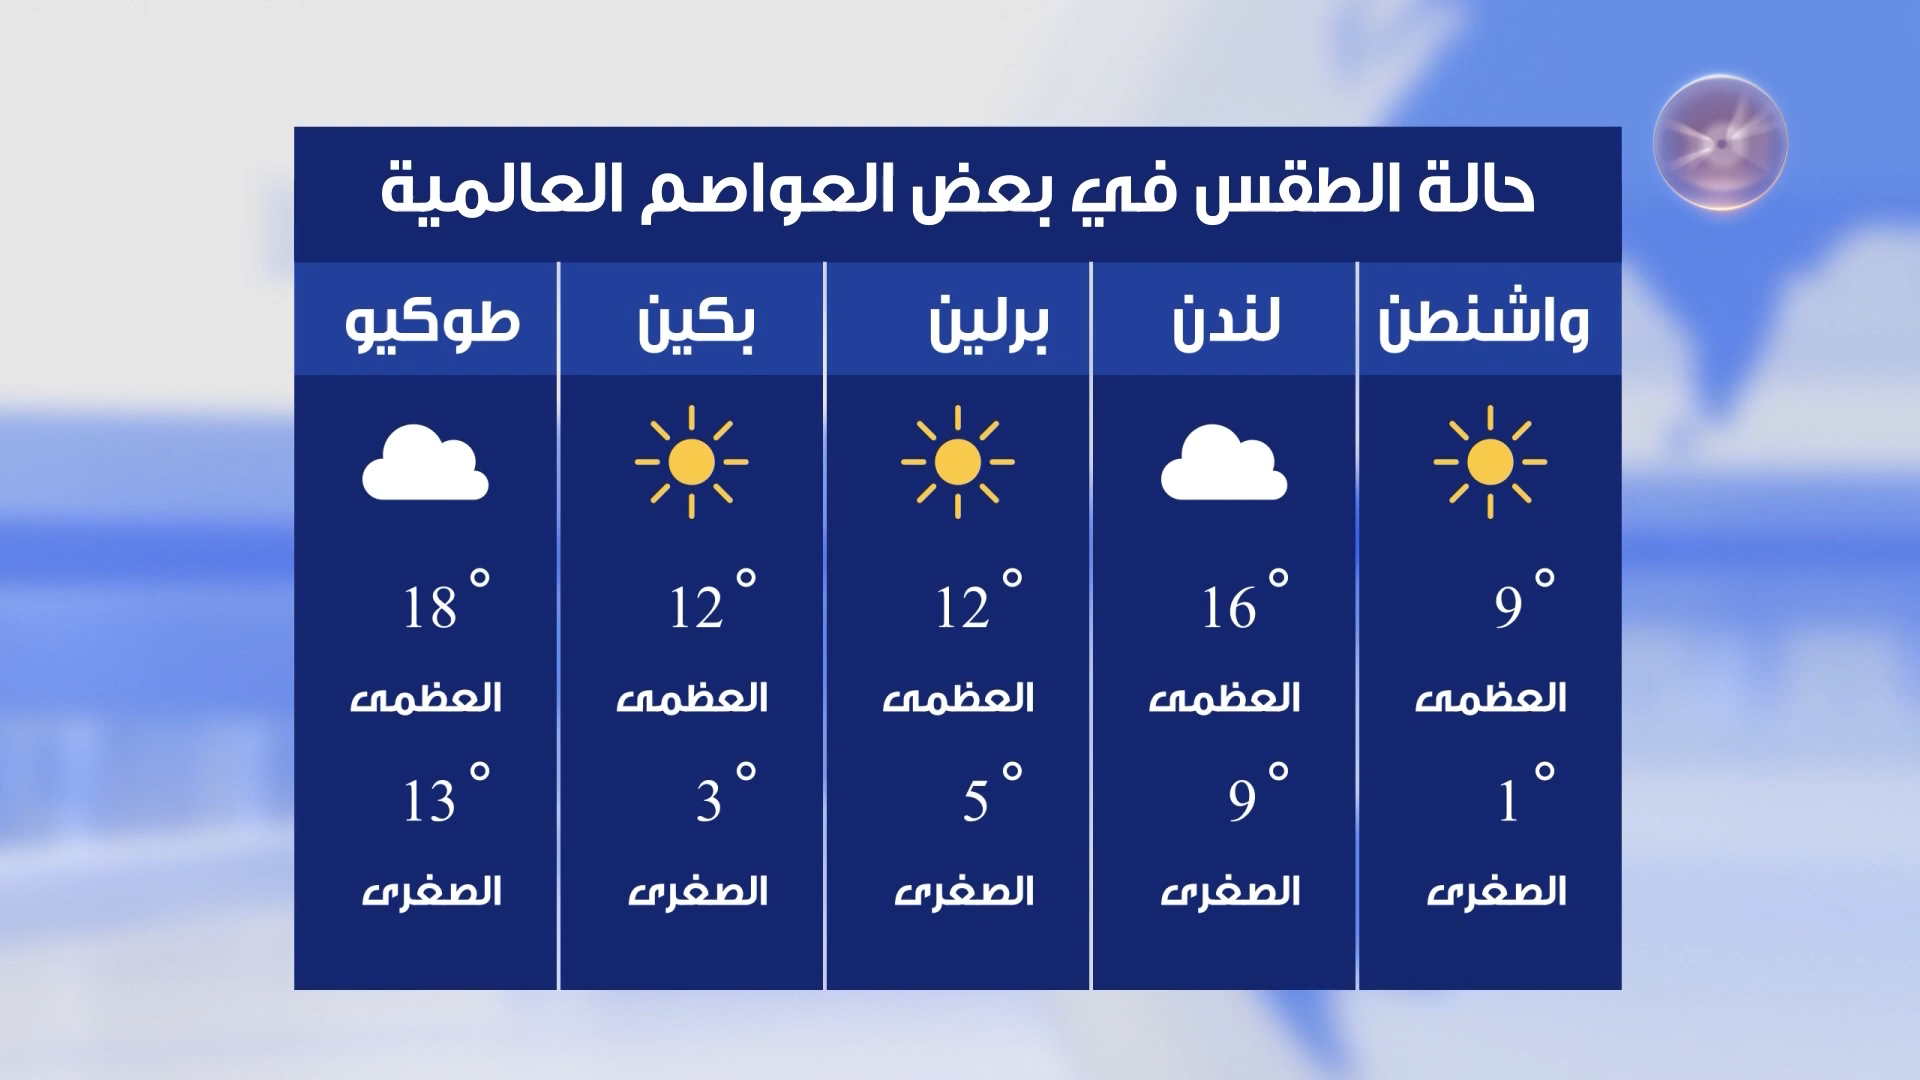 حالة الطقس في بعض العواصم العالمية
واشنطن لندن برلين بكين طوكيو
9° 16° 12° 12° 18°
العظمى العظمى العظمى العظمى العظمى
1° 9° 5° 3° 13°
الصغرى الصغرى الصغرى الصغرى الصغرى